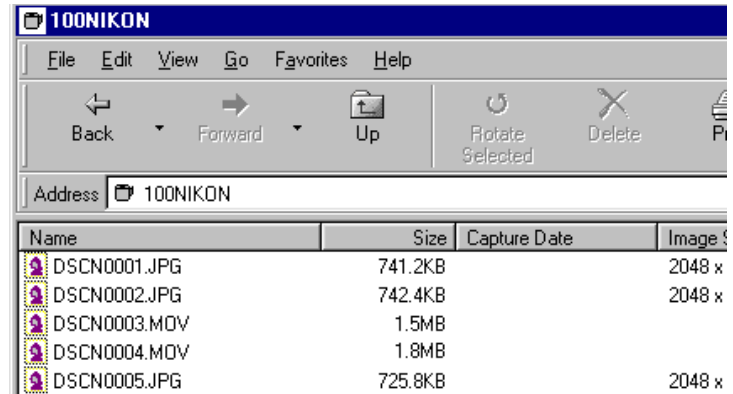 100NIKON
File Edit View Go Favorites Help
Back Forward Up Rotate Selected Delete
Address 100NIKON
Name Size Capture Date Image
DSCN0001.JPG 741.2KB 2048 x
DSCN0002.JPG 742.4KB 2048 x
DSCN0003.MOV 1.5MB
DSCN0004.MOV 1.8MB
DSCN0005.JPG 725.8KB 2048 x